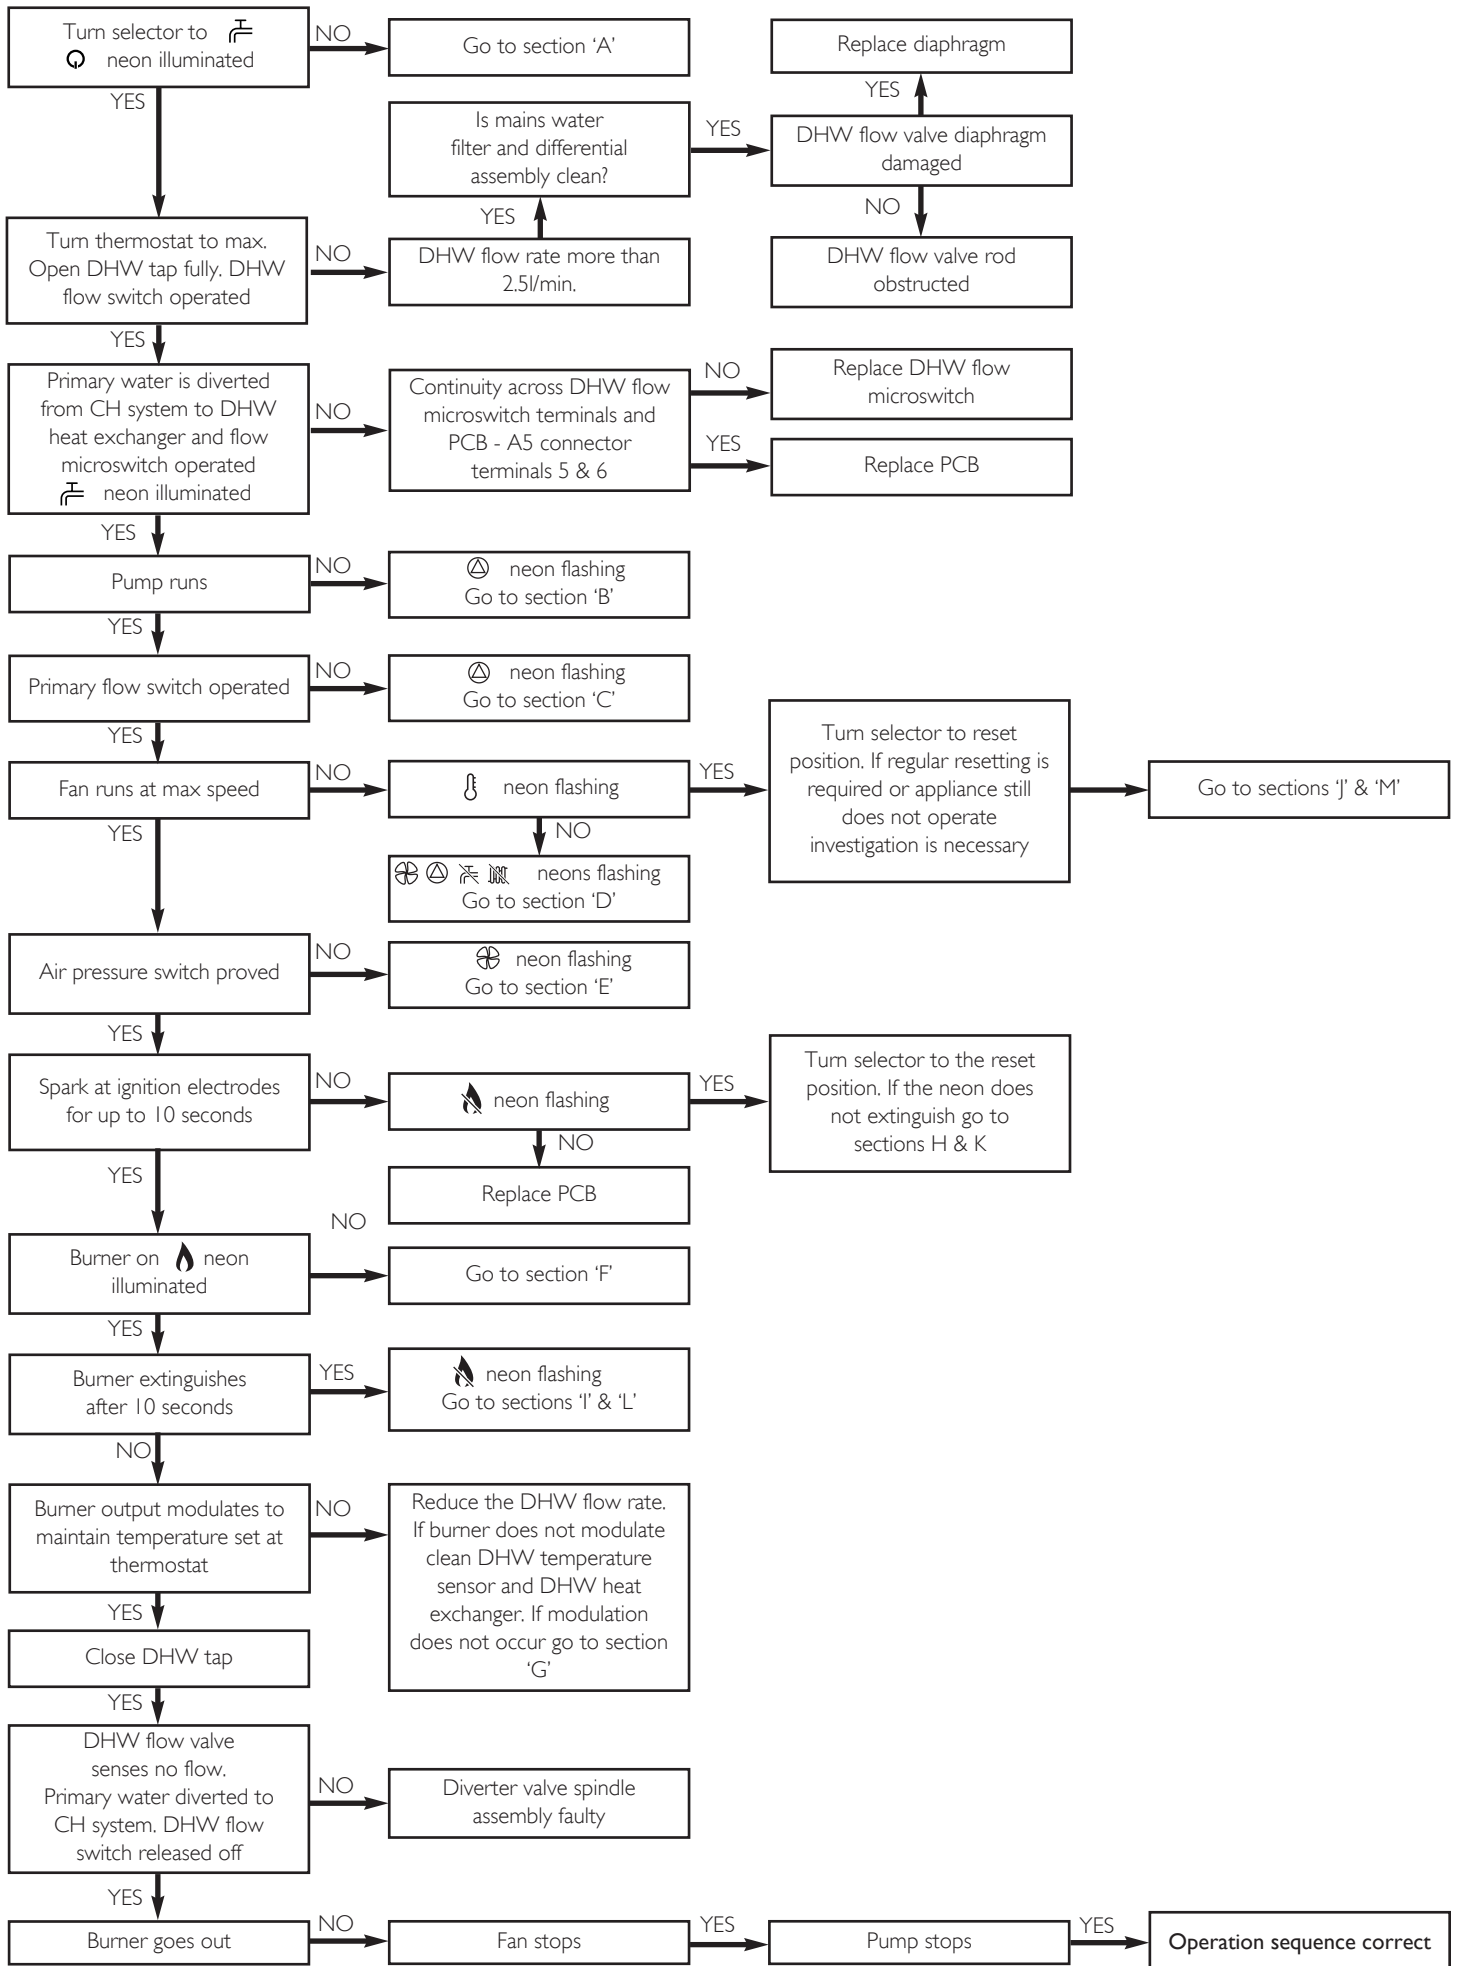 Turn selector to
neon illuminated
NO
Go to section ‘A’
Replace diaphragm
YES
YES
Is mains water
filter and differential
assembly clean?
YES
DHW flow valve diaphragm
damaged
YES
NO
Turn thermostat to max.
Open DHW tap fully. DHW
flow switch operated
NO
DHW flow rate more than
2.5l/min.
DHW flow valve rod
obstructed
YES
Primary water is diverted
from CH system to DHW
heat exchanger and flow
microswitch operated
neon illuminated
NO
Continuity across DHW flow
microswitch terminals and
PCB - A5 connector
terminals 5 & 6
NO
Replace DHW flow
microswitch
YES
Replace PCB
YES
Pump runs
NO
neon flashing
Go to section ‘B’
YES
Primary flow switch operated
NO
neon flashing
Go to section ‘C’
YES
Fan runs at max speed
NO
neon flashing
YES
Turn selector to reset
position. If regular resetting is
required or appliance still
does not operate
investigation is necessary
Go to sections ‘J’ & ‘M’
YES
NO
neons flashing
Go to section ‘D’
Air pressure switch proved
NO
neon flashing
Go to section ‘E’
YES
Spark at ignition electrodes
for up to 10 seconds
NO
neon flashing
YES
Turn selector to the reset
position. If the neon does
not extinguish go to
sections H & K
YES
NO
Replace PCB
NO
Burner on neon
illuminated
Go to section ‘F’
YES
Burner extinguishes
after 10 seconds
YES
neon flashing
Go to sections ‘I’ & ‘L’
NO
Burner output modulates to
maintain temperature set at
thermostat
NO
Reduce the DHW flow rate.
If burner does not modulate
clean DHW temperature
sensor and DHW heat
exchanger. If modulation
does not occur go to section
‘G’
YES
Close DHW tap
YES
DHW flow valve
senses no flow.
Primary water diverted to
CH system. DHW flow
switch released off
NO
Diverter valve spindle
assembly faulty
YES
Burner goes out
NO
Fan stops
YES
Pump stops
YES
Operation sequence correct